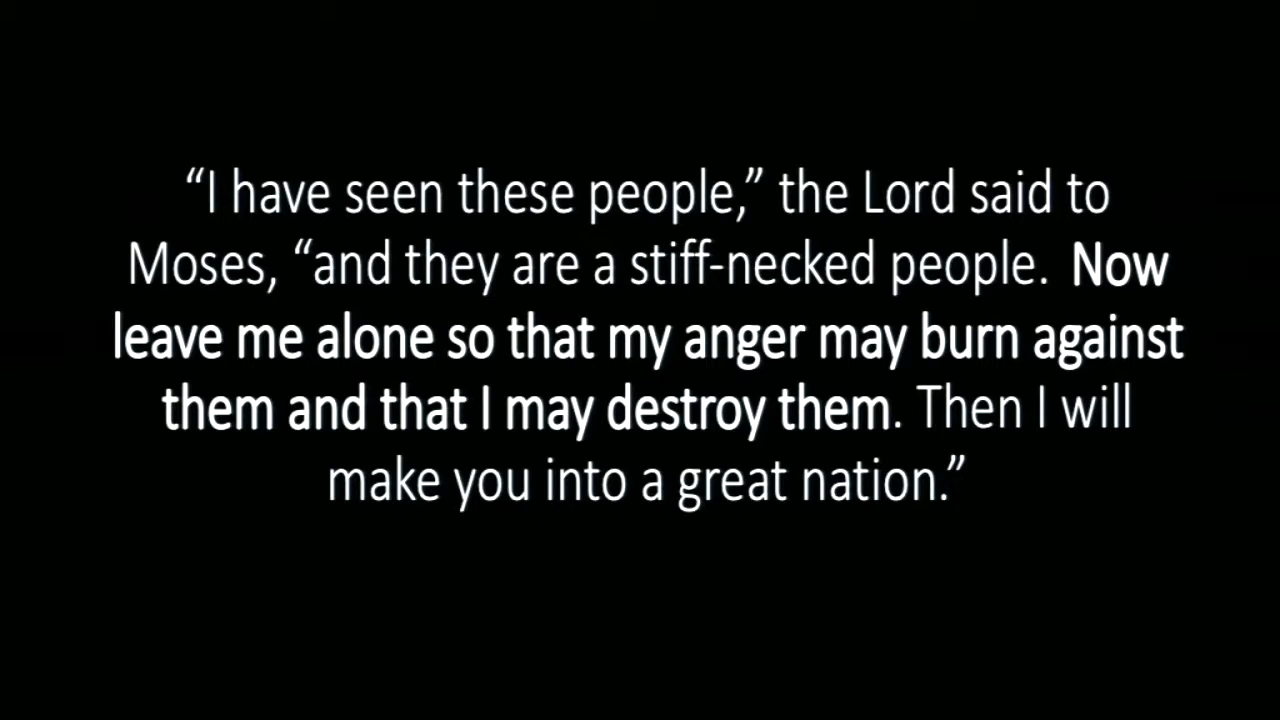 “I have seen these people,” the Lord said to
Moses, “and they are a stiff-necked people.  Now
leave me alone so that my anger may burn against
them and that I may destroy them. Then I will
make you into a great nation.”